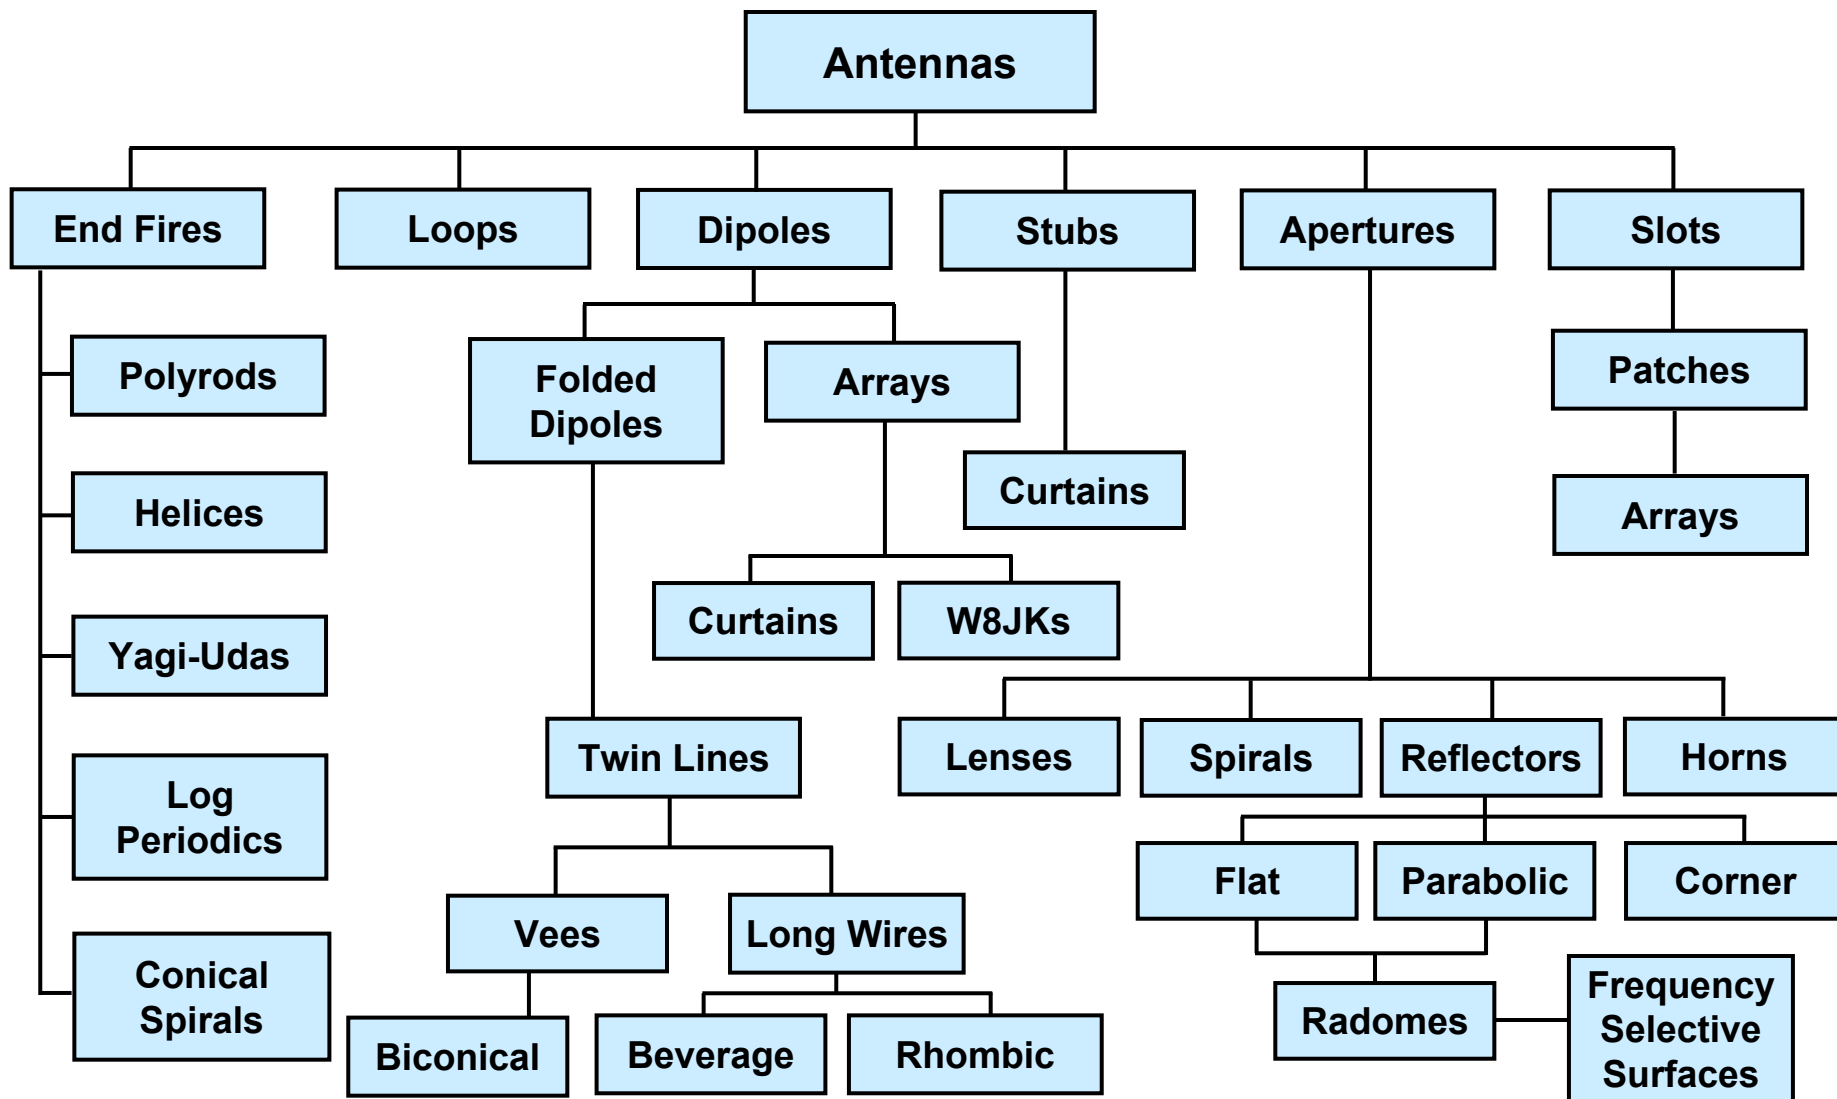 Antennas
End Fires
Loops
Dipoles
Stubs
Apertures
Slots
Polyrods
Helices
Yagi-Udas
Log
Periodics
Conical
Spirals
Folded
Dipoles
Arrays
Curtains
W8JKs
Twin Lines
Vees
Long Wires
Biconical
Beverage
Rhombic
Curtains
Lenses
Spirals
Reflectors
Horns
Flat
Parabolic
Corner
Radomes
Frequency
Selective
Surfaces
Patches
Arrays